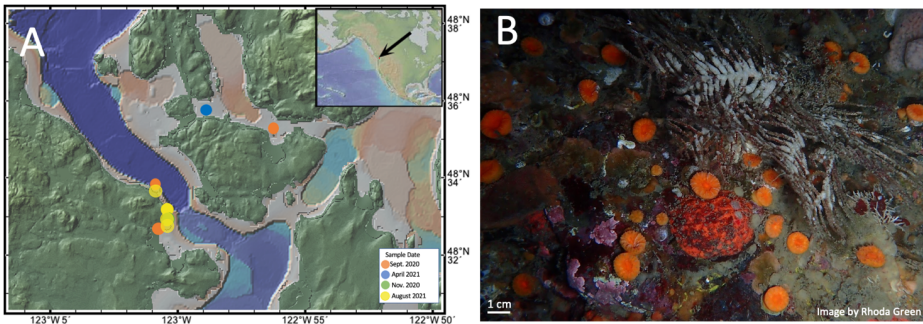 A
48°N
36'
48°N
34'
48°N
32'
48°N
Sample Date
Sept. 2020
April 2021
Nov. 2020
August 2021
123°W 5'
123°W
122°W 55'
122°W 50'
B
1 cm
Image by Rhoda Green